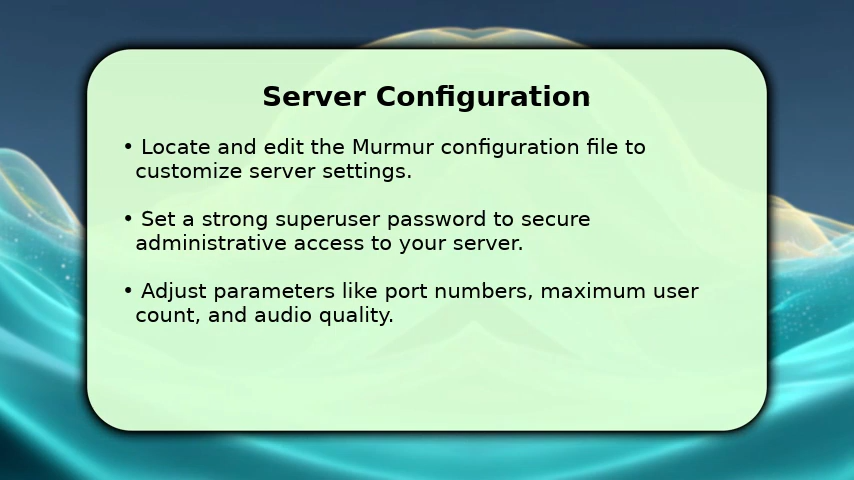 Server Configuration
• Locate and edit the Murmur configuration file to
customize server settings.
• Set a strong superuser password to secure
administrative access to your server.
• Adjust parameters like port numbers, maximum user
count, and audio quality.